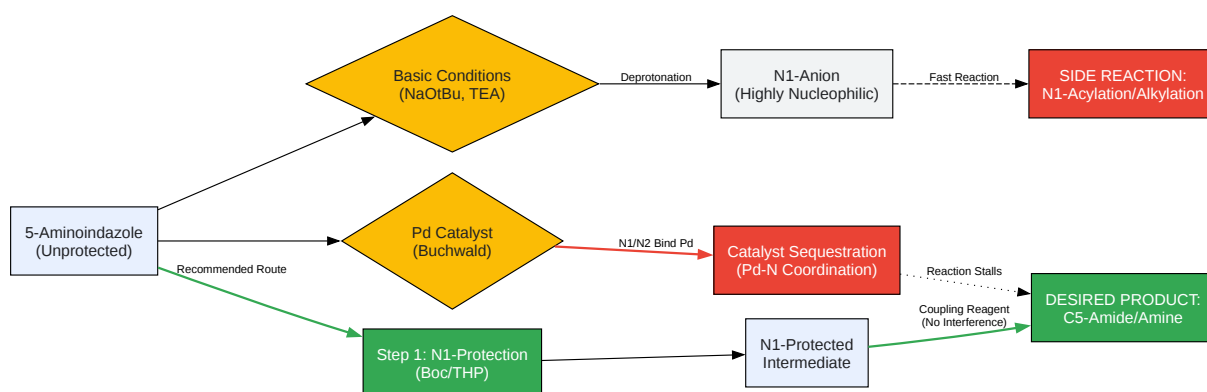 Basic Conditions
(NaOtBu, TEA)
Deprotonation
N1-Anion
(Highly Nucleophilic)
Fast Reaction
SIDE REACTION:
N1-Acylation/Alkylation
5-Aminoindazole
(Unprotected)
Pd Catalyst
(Buchwald)
N1/N2 Bind Pd
Catalyst Sequestration
(Pd-N Coordination)
Reaction Stalls
Recommended Route
Step 1: N1-Protection
(Boc/THP)
N1-Protected
Intermediate
Coupling Reagent
(No Interference)
DESIRED PRODUCT:
C5-Amide/Amine